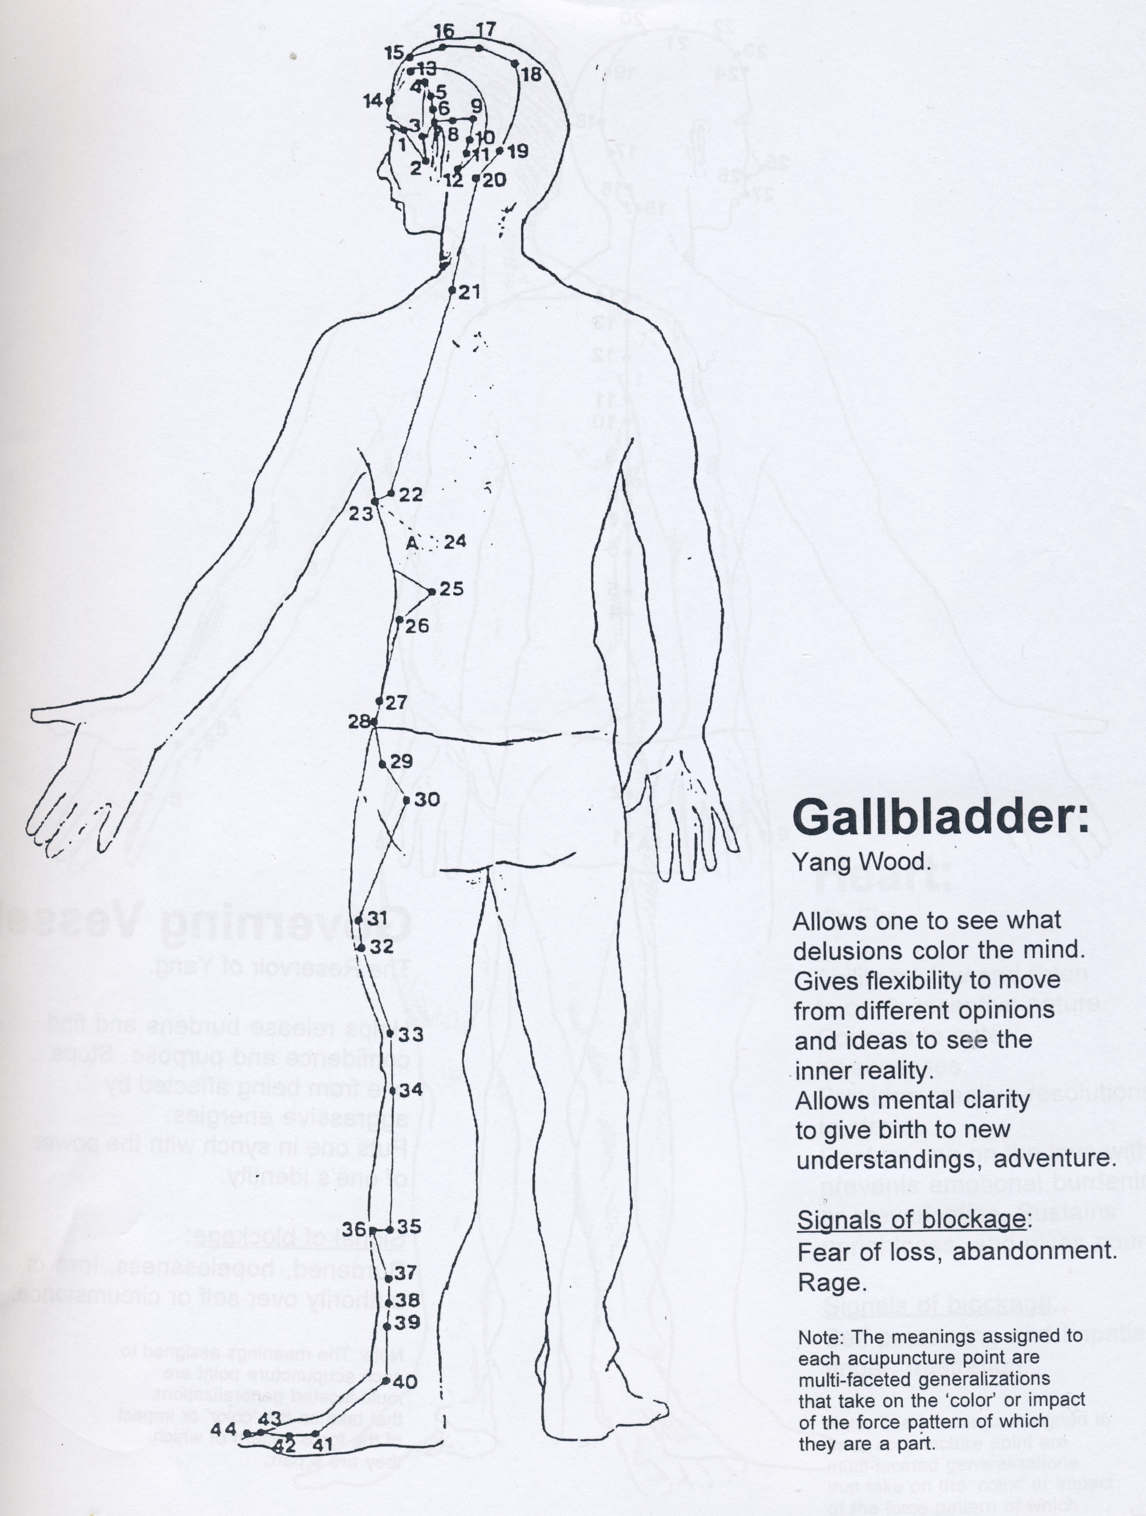 16 17
15
13
18
4
5
14
6
9
3
8
1
10
11
19
2
12
20
21
22
23
A 24
25
26
27
28
29
30
31
32
33
34
36 35
37
38
39
40
43
44
42 41
Gallbladder:
Yang Wood.
Allows one to see what
delusions color the mind.
Gives flexibility to move
from different opinions
and ideas to see the
inner reality.
Allows mental clarity
to give birth to new
understandings, adventure.
Signals of blockage:
Fear of loss, abandonment.
Rage.
Note: The meanings assigned to
each acupuncture point are
multi-faceted generalizations
that take on the 'color' or impact
of the force pattern of which
they are a part.